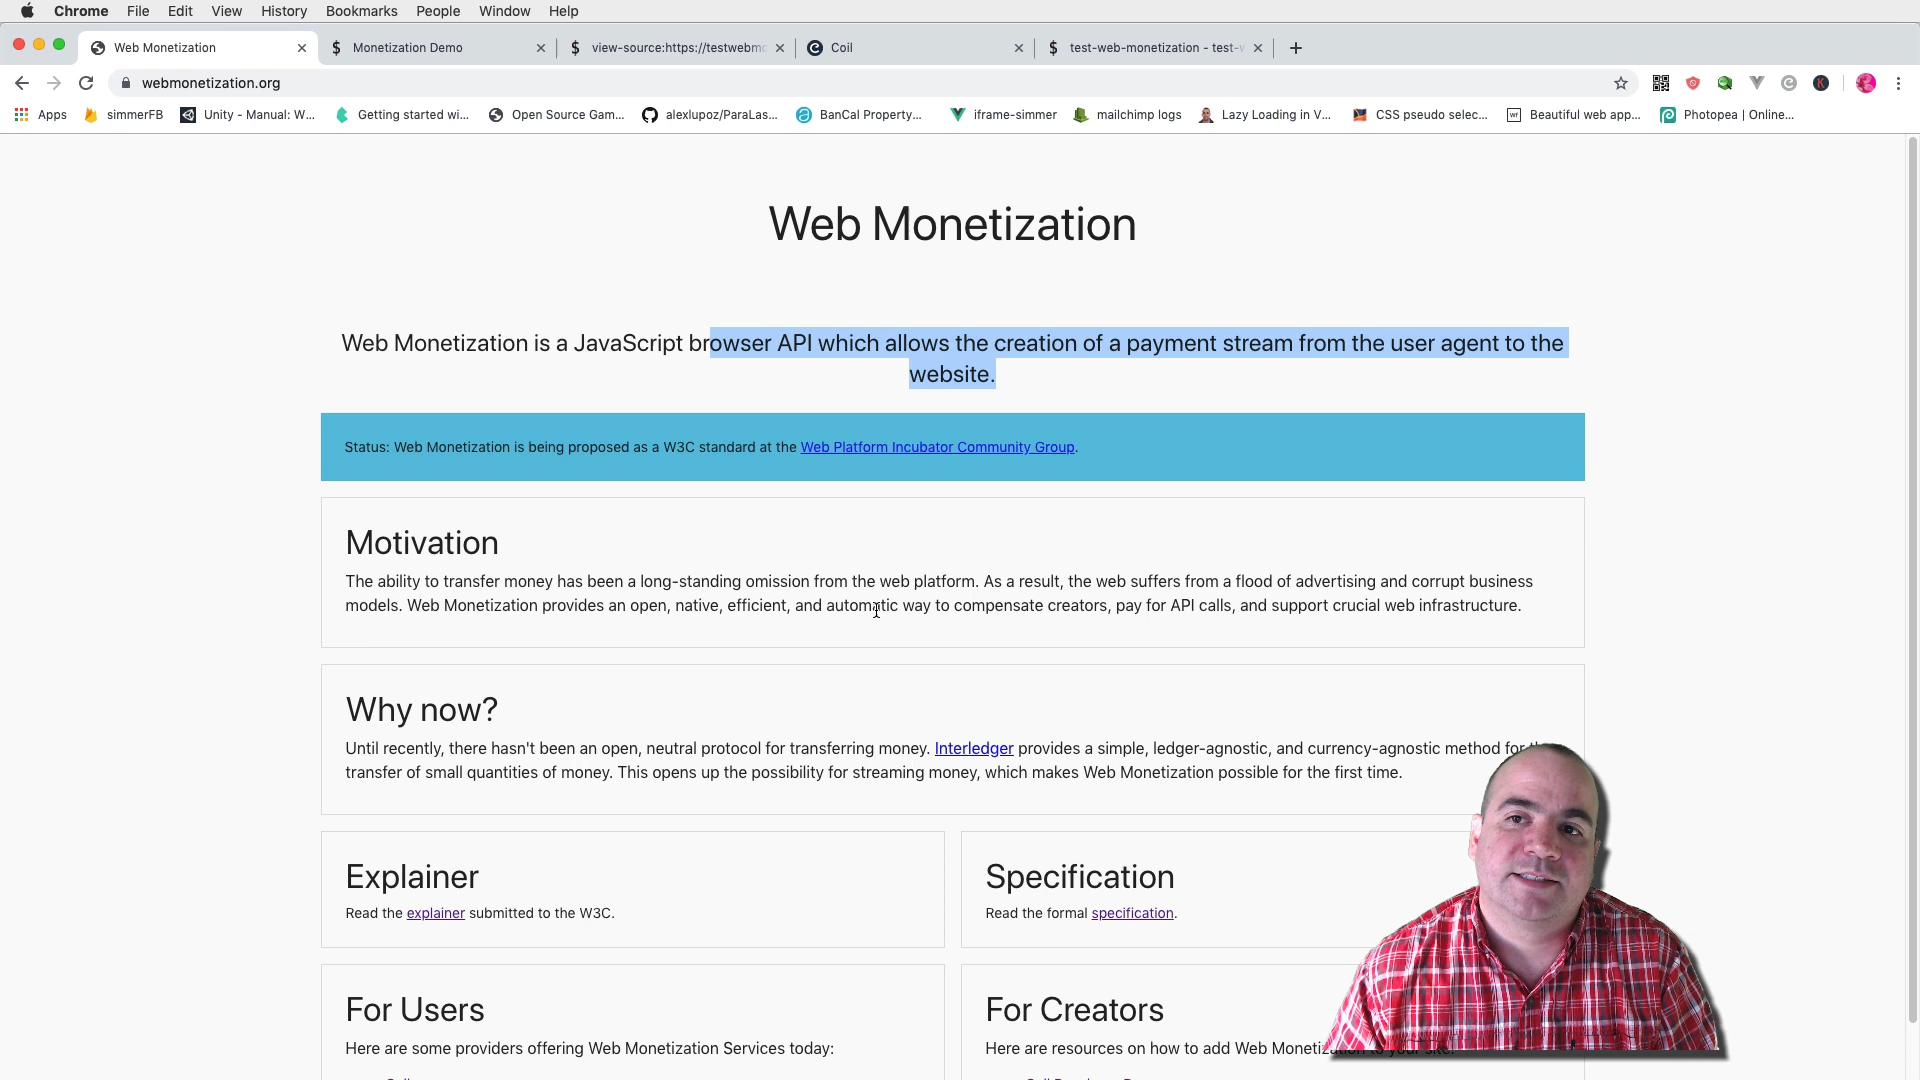 Chrome File Edit View History Bookmarks People Window Help
Web Monetization
$ Monetization Demo
$ view-source:https://testwebmo
Coil
$ test-web-monetization - test-w
webmonetization.org
Apps
simmerFB
Unity - Manual: W...
Getting started wi...
Open Source Gam...
alexlupoz/ParaLas...
BanCal Property...
iframe-simmer
mailchimp logs
Lazy Loading in V...
CSS pseudo selec...
Beautiful web app...
Photopea | Online...
Web Monetization
Web Monetization is a JavaScript browser API which allows the creation of a payment stream from the user agent to the
website.
Status: Web Monetization is being proposed as a W3C standard at the Web Platform Incubator Community Group.
Motivation
The ability to transfer money has been a long-standing omission from the web platform. As a result, the web suffers from a flood of advertising and corrupt business
models. Web Monetization provides an open, native, efficient, and automatic way to compensate creators, pay for API calls, and support crucial web infrastructure.
Why now?
Until recently, there hasn't been an open, neutral protocol for transferring money. Interledger provides a simple, ledger-agnostic, and currency-agnostic method for
transfer of small quantities of money. This opens up the possibility for streaming money, which makes Web Monetization possible for the first time.
Explainer
Read the explainer submitted to the W3C.
Specification
Read the formal specification.
For Users
Here are some providers offering Web Monetization Services today:
For Creators
Here are resources on how to add Web Monetization to your site: